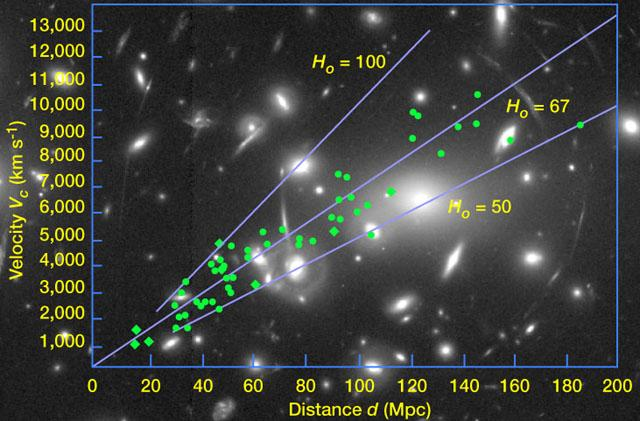 13,000
12,000
11,000
10,000
9,000
8,000
7,000
6,000
5,000
4,000
3,000
2,000
1,000
Velocity Vc (km s-1)
Ho = 100
Ho = 67
Ho = 50
0 20 40 60 80 100 120 140 160 200
Distance d (Mpc)